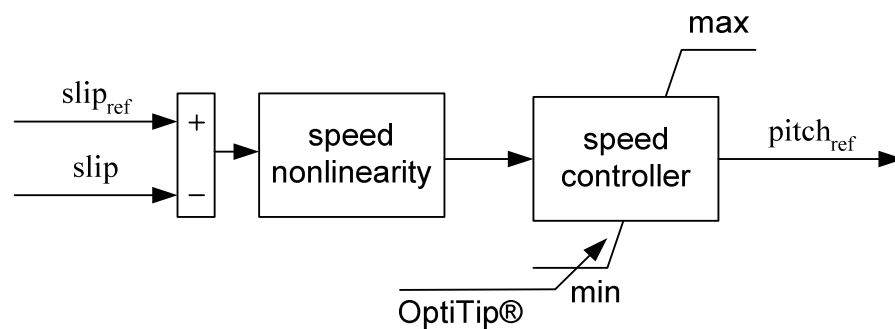 max
slip_ref
+
speed
nonlinearity
speed
controller
pitch_ref
slip
−
min
OptiTip®